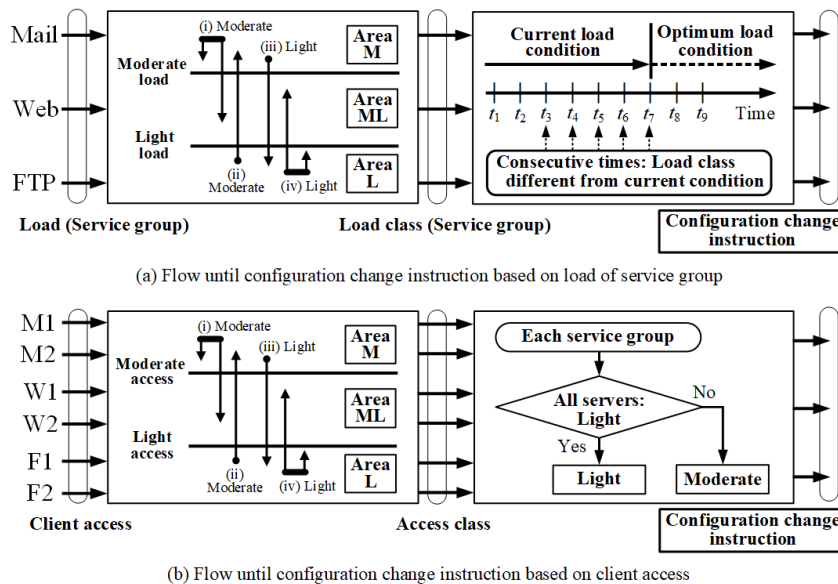 Mail
Web
FTP
(i) Moderate
(iii) Light
Moderate
load
Light
load
(ii)
Moderate
(iv) Light
Area
M
Area
ML
Area
L
Load (Service group)
Load class (Service group)
Current load
condition
Optimum load
condition
t1 t2 t3 t4 t5 t6 t7 t8 t9
Time
Consecutive times: Load class
different from current condition
Configuration change
instruction
(a) Flow until configuration change instruction based on load of service group
M1
M2
W1
W2
F1
F2
(i) Moderate
(iii) Light
Moderate
access
Light
access
(ii)
Moderate
(iv) Light
Area
M
Area
ML
Area
L
Client access
Access class
Each service group
All servers:
Light
No
Yes
Light
Moderate
Configuration change
instruction
(b) Flow until configuration change instruction based on client access